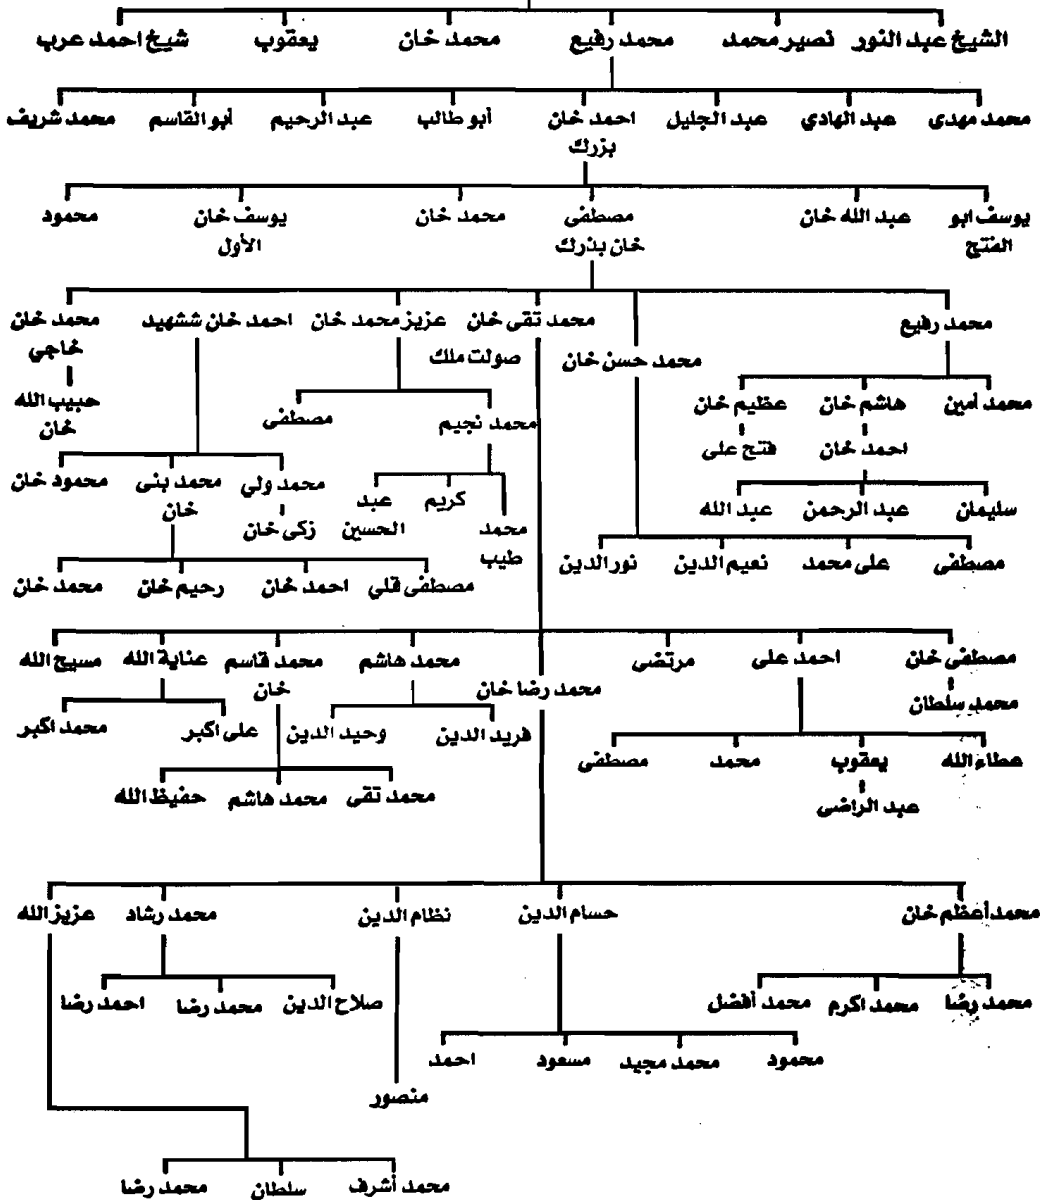 الشيخ عبد النور نصير محمد محمد رفيع محمد خان يعقوب شيخ احمد عرب
محمد مهدى عبد الهادي عبد الجليل احمد خان أبو طالب عبد الرحيم أبو القاسم محمد شريف
بزرك
يوسف ابو عبد الله خان مصطفى محمد خان يوسف خان محمود
الفتح خان بذرك الأول
محمد رفيع محمد تقى خان عزيز محمد خان احمد خان ششهيد محمد خان
محمد حسن خان صولت ملك خاجي
محمد أمين هاشم خان عظيم خان مصطفى حبيب الله
محمد نجيم خان
احمد خان فتح على
محمد ولي محمد بنى محمود خان
كريم عبد زكى خان خان
سليمان عبد الرحمن عبد الله محمد الحسين
طيب
مصطفى على محمد نعيم الدين نور الدين
مصطفى قلي احمد خان رحيم خان محمد خان
مصطفى خان احمد على مرتضى محمد هاشم محمد قاسم عناية الله مسيح الله
محمد سلطان محمد رضا خان خان
فريد الدين وحيد الدين على اكبر محمد اكبر
عطاء الله يعقوب محمد مصطفى
عبد الراضى محمد تقى محمد هاشم حفيظ الله
محمد أعظم خان حسام الدين نظام الدين محمد رشاد عزيز الله
محمد رضا محمد اكرم محمد أفضل صلاح الدين محمد رضا احمد رضا
محمود محمد مجيد مسعود احمد
منصور
محمد أشرف سلطان محمد رضا